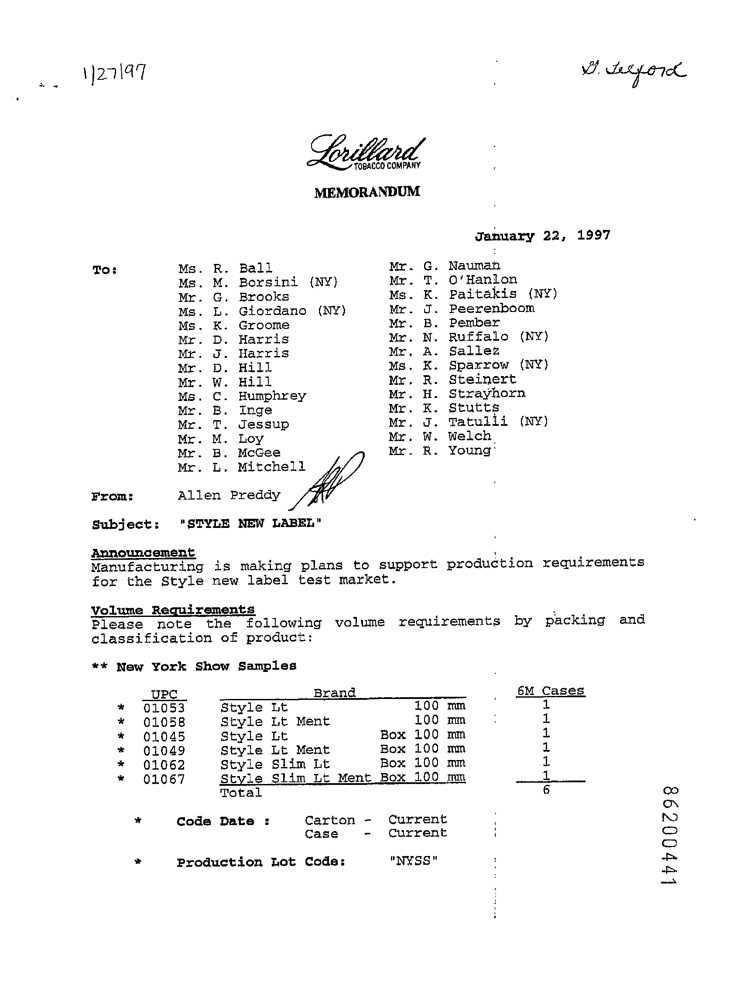 1/27/97
G. Telford
Lorillard
TOBACCO COMPANY
MEMORANDUM
January 22, 1997
To: Ms. R. Ball Mr. G. Nauman
Ms. M. Borsini (NY) Mr. T. O'Hanlon
Mr. G. Brooks Ms. K. Paitakis (NY)
Ms. L. Giordano (NY) Mr. J. Peerenboom
Ms. K. Groome Mr. B. Pember
Mr. D. Harris Mr. N. Ruffalo (NY)
Mr. J. Harris Mr. A. Sallez
Mr. D. Hill Ms. K. Sparrow (NY)
Mr. W. Hill Mr. R. Steinert
Ms. C. Humphrey Mr. H. Strayhorn
Mr. B. Inge Mr. K. Stutts
Mr. T. Jessup Mr. J. Tatulli (NY)
Mr. M. Loy Mr. W. Welch
Mr. B. McGee Mr. R. Young
Mr. L. Mitchell
From: Allen Preddy
Subject: "STYLE NEW LABEL"
Announcement
Manufacturing is making plans to support production requirements
for the Style new label test market.
Volume Requirements
Please note the following volume requirements by packing and
classification of product:
** New York Show Samples
UPC Brand 6M Cases
* 01053 Style Lt 100 mm 1
* 01058 Style Lt Ment 100 mm 1
* 01045 Style Lt Box 100 mm 1
* 01049 Style Lt Ment Box 100 mm 1
* 01062 Style Slim Lt Box 100 mm 1
* 01067 Style Slim Lt Ment Box 100 mm 1
Total 6
* Code Date : Carton - Current
Case - Current
* Production Lot Code: "NYSS"
86200441